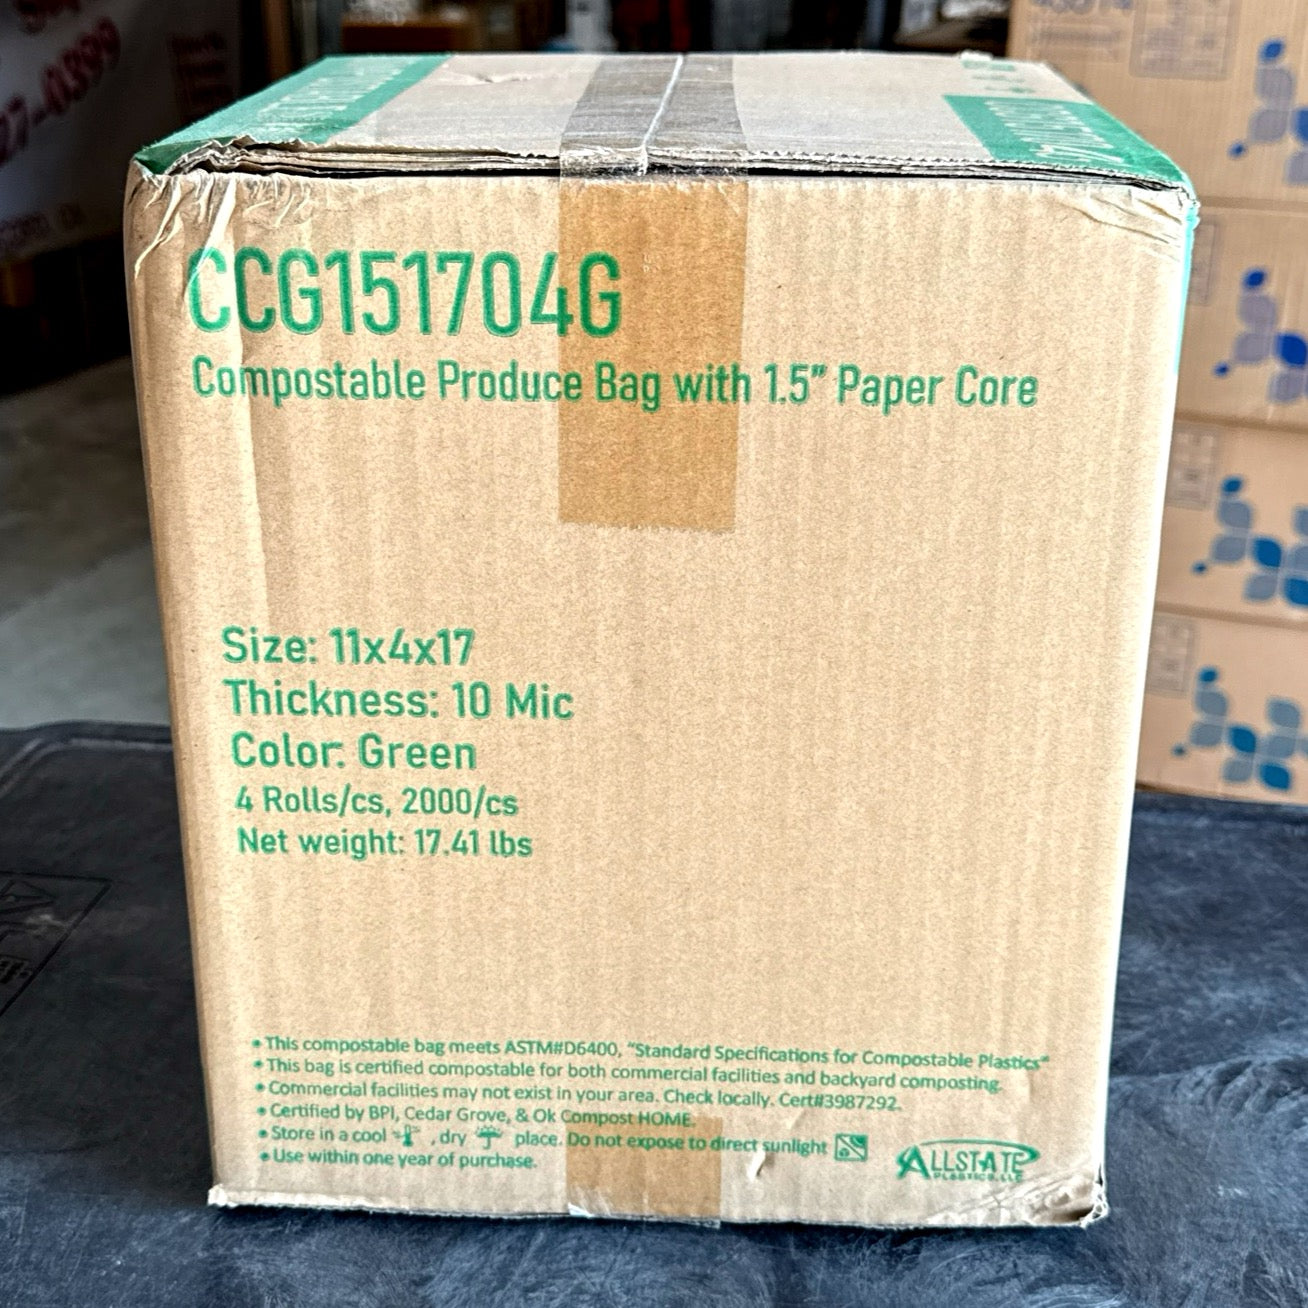 CCG151704G
Compostable Produce Bag with 1.5" Paper Core
Size: 11x4x17
Thickness: 10 Mic
Color: Green
4 Rolls/cs, 2000/cs
Net weight: 17.41 lbs
• This compostable bag meets ASTM#D6400, "Standard Specifications for Compostable Plastics"
• This bag is certified compostable for both commercial facilities and backyard composting.
• Commercial facilities may not exist in your area. Check locally. Cert#3987292.
• Certified by BPI, Cedar Grove, & Ok Compost HOME.
• Store in a cool , dry place. Do not expose to direct sunlight
• Use within one year of purchase.
ALLSTATE
PLASTICS, LLC